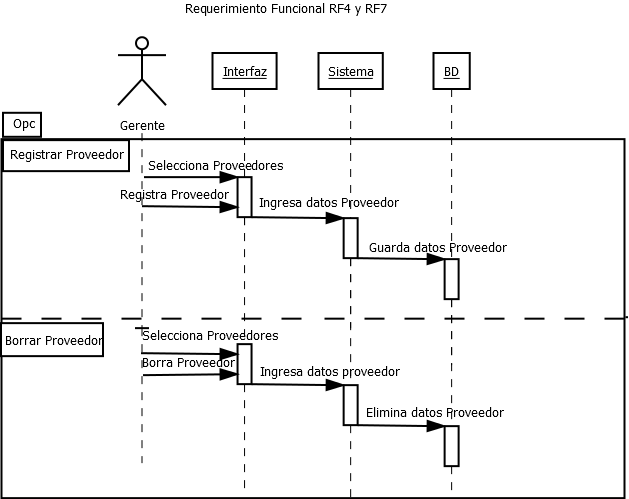 Requerimiento Funcional RF4 y RF7
Interfaz
Sistema
BD
Gerente
Opc
Registrar Proveedor
Selecciona Proveedores
Registra Proveedor
Ingresa datos Proveedor
Guarda datos Proveedor
Borrar Proveedor
Selecciona Proveedores
Borra Proveedor
Ingresa datos proveedor
Elimina datos Proveedor